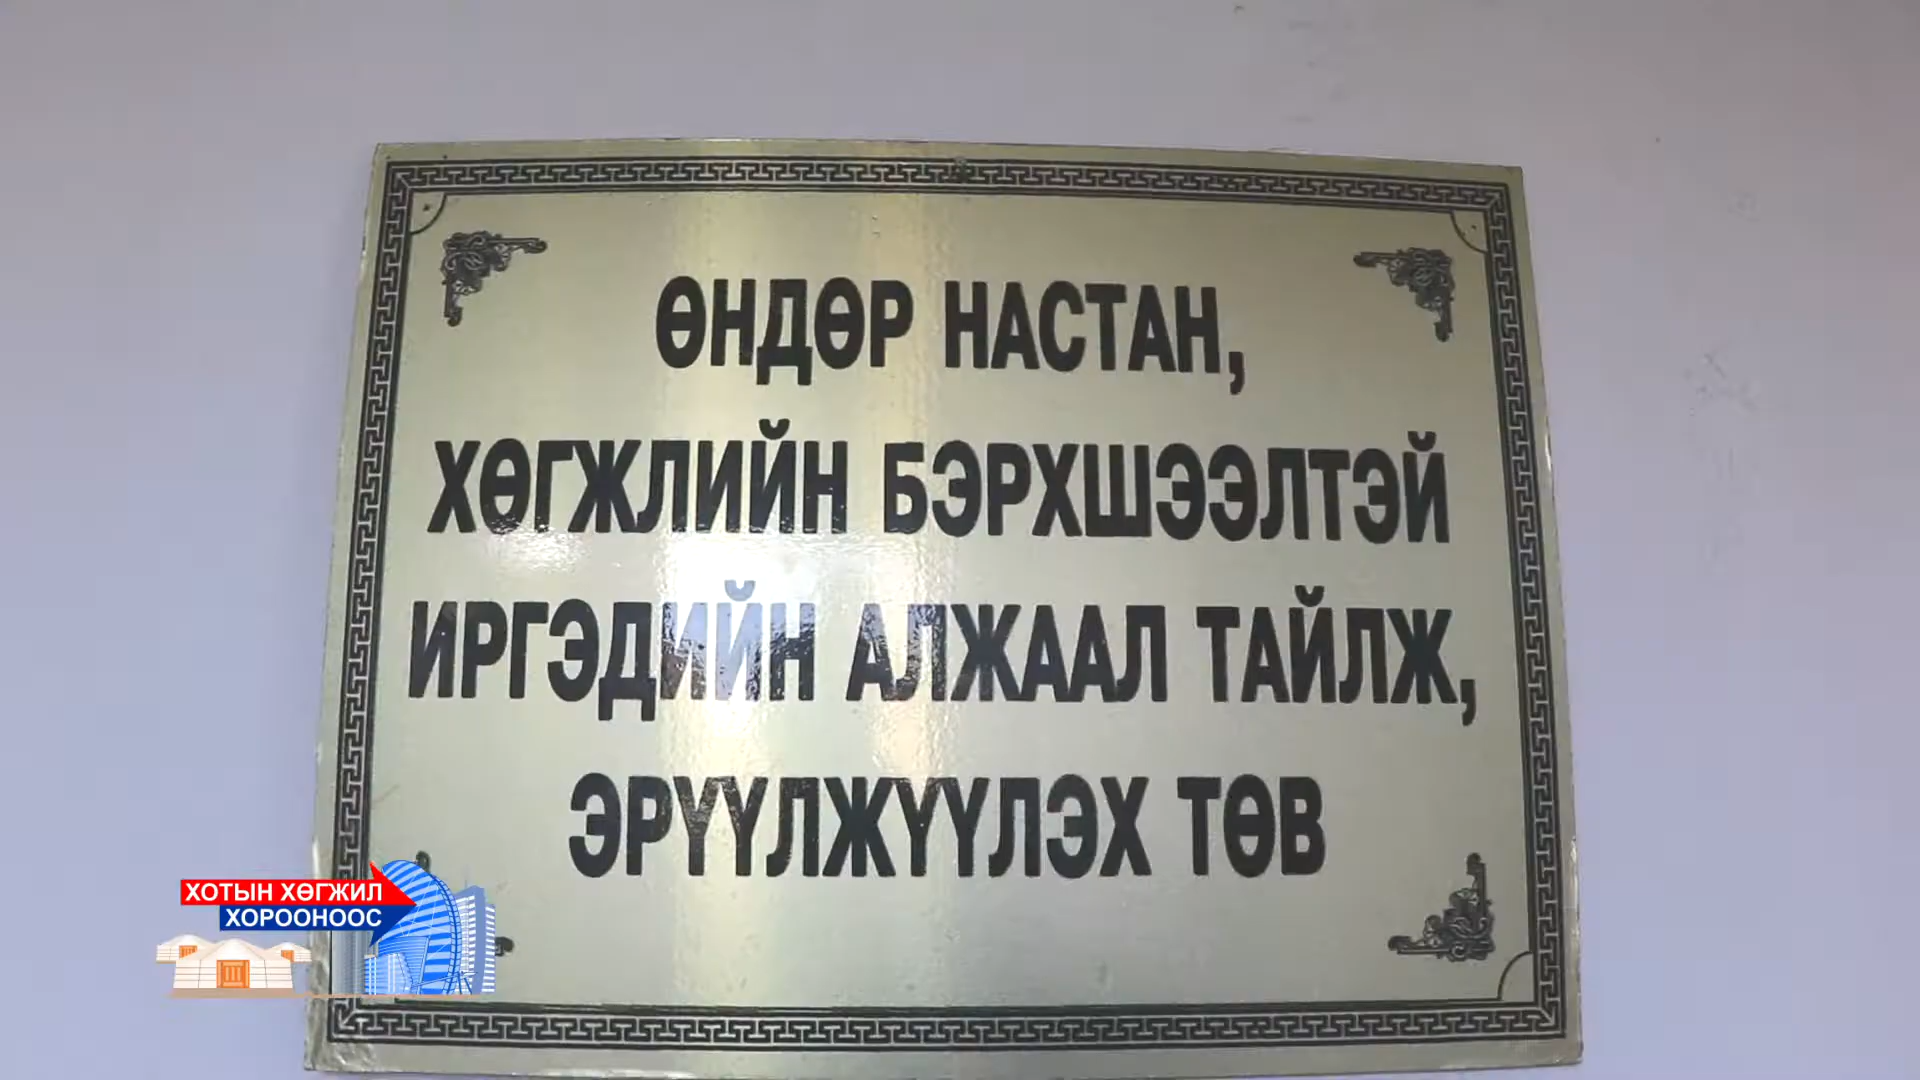 ӨНДӨР НАСТАН,
ХӨГЖЛИЙН БЭРХШЭЭЛТЭЙ
ИРГЭДИЙН АЛЖААЛ ТАЙЛЖ,
ЭРҮҮЛЖҮҮЛЭХ ТӨВ
ХОТЫН ХӨГЖИЛ
ХОРООНООС